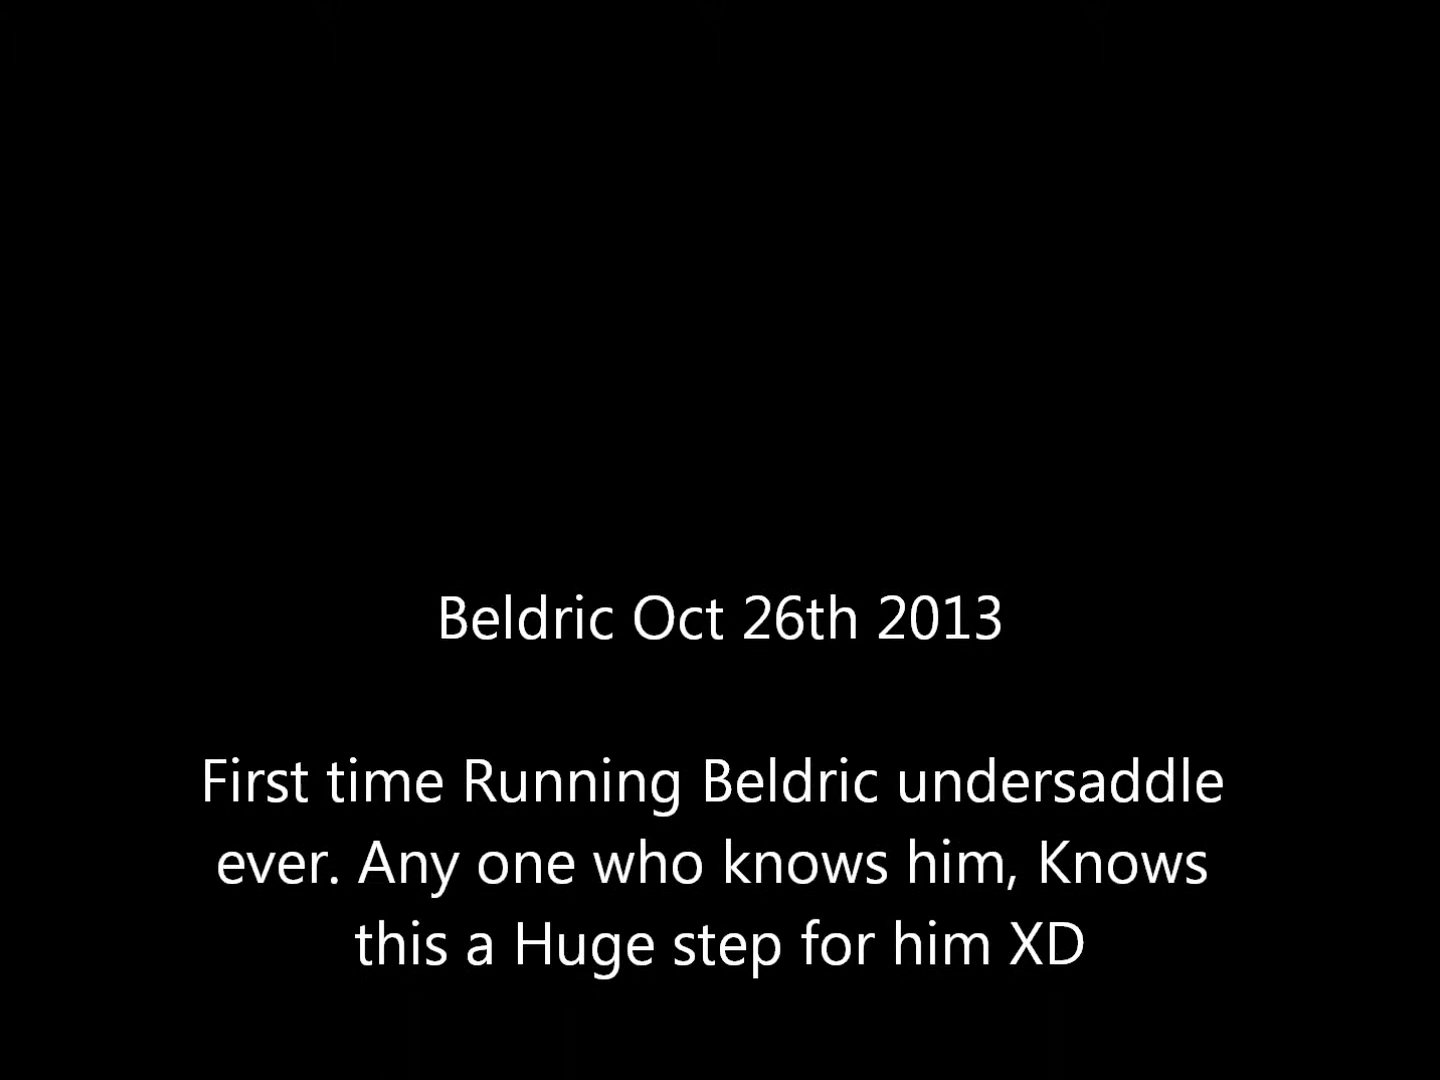 Beldric Oct 26th 2013
First time Running Beldric undersaddle
ever. Any one who knows him, Knows
this a Huge step for him XD